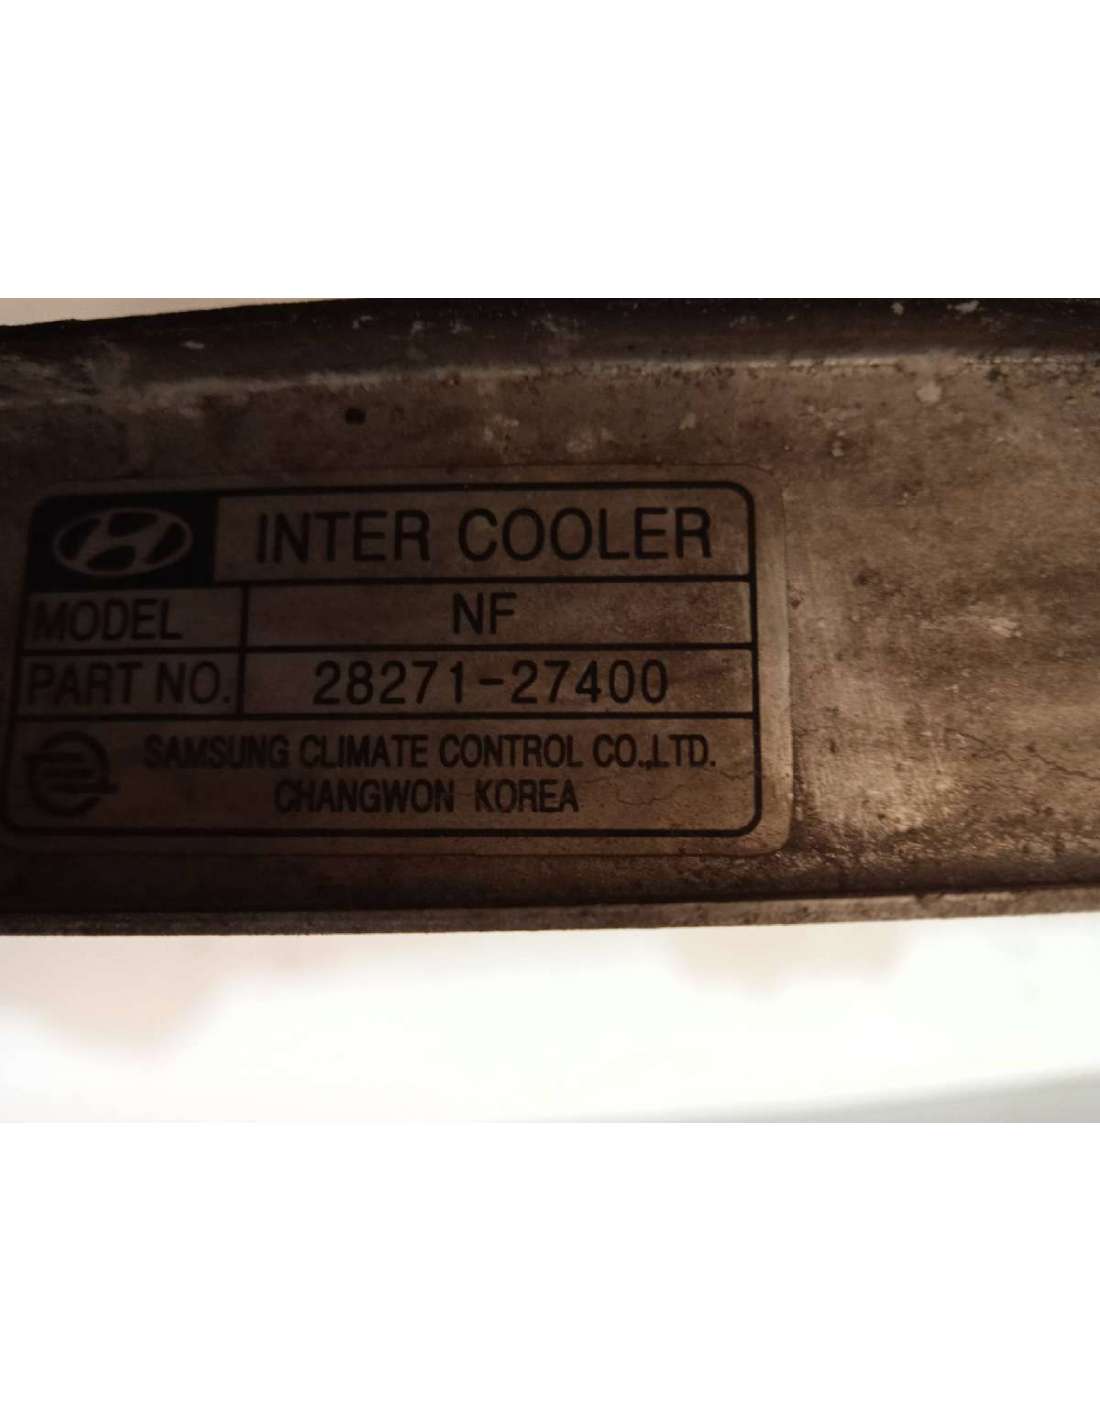 INTER COOLER
MODEL NF
PART NO. 28271-27400
SAMSUNG CLIMATE CONTROL CO.,LTD.
CHANGWON KOREA